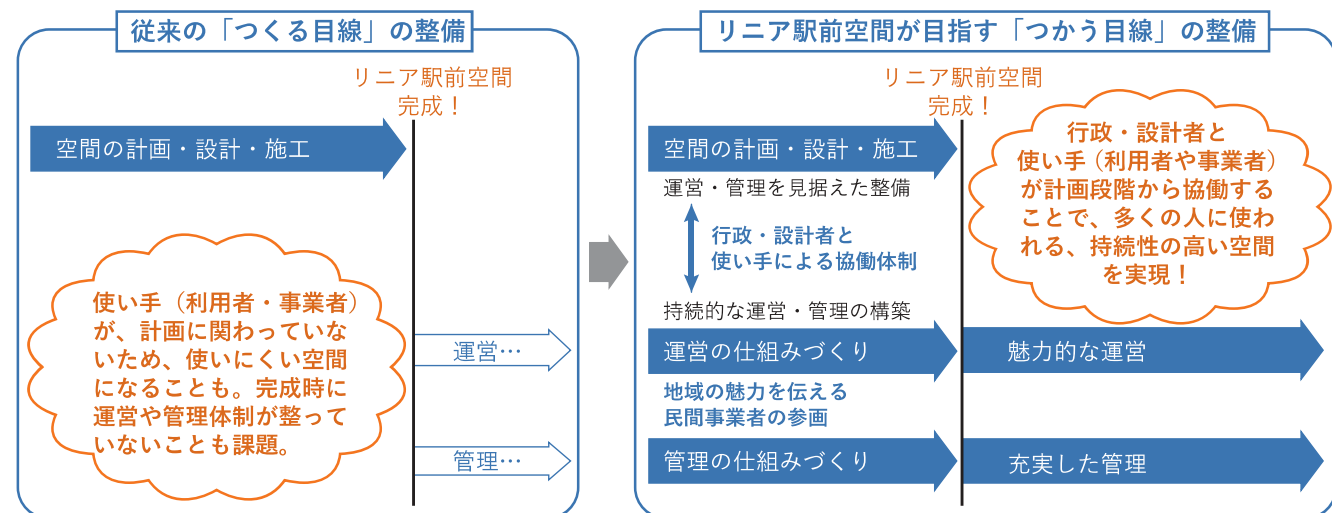 従来の「つくる目線」の整備
リニア駅前空間
完成！
空間の計画・設計・施工
使い手（利用者・事業者）
が、計画に関わっていな
いため、使いにくい空間
になることも。完成時に
運営や管理体制が整って
いないことも課題。
運営…
管理…
リニア駅前空間が目指す「つかう目線」の整備
リニア駅前空間
完成！
空間の計画・設計・施工
運営・管理を見据えた整備
行政・設計者と
使い手による協働体制
持続的な運営・管理の構築
運営の仕組みづくり
地域の魅力を伝える
民間事業者の参画
管理の仕組みづくり
行政・設計者と
使い手（利用者や事業者）
が計画段階から協働する
ことで、多くの人に使わ
れる、持続性の高い空間
を実現！
魅力的な運営
充実した管理